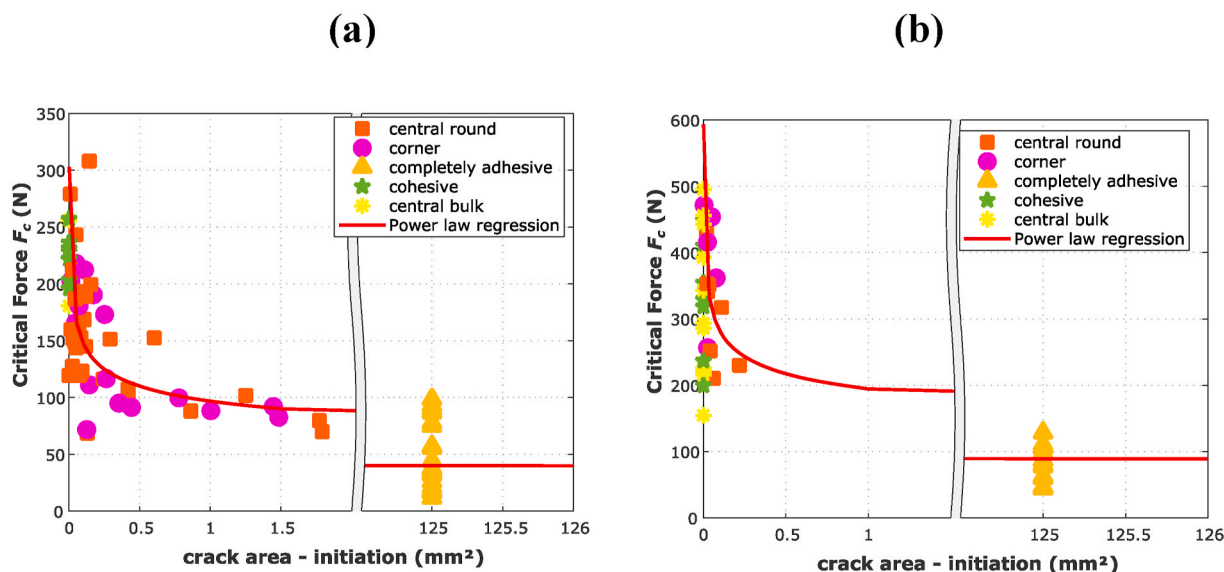 (a)
350
300
250
200
150
100
50
0
Critical Force Fc (N)
central round
corner
completely adhesive
cohesive
central bulk
Power law regression
0 0.5 1 1.5 125 125.5 126
crack area - initiation (mm²)
(b)
600
500
400
300
200
100
0
Critical Force Fc (N)
central round
corner
completely adhesive
cohesive
central bulk
Power law regression
0 0.5 1 125 125.5 126
crack area - initiation (mm²)